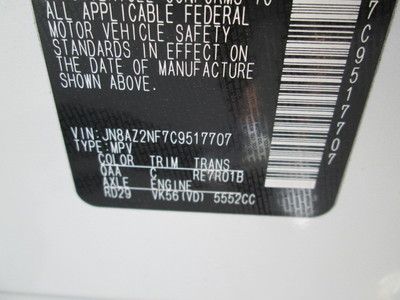 ALL APPLICABLE FEDERAL
MOTOR VEHICLE SAFETY
STANDARDS IN EFFECT ON
THE DATE OF MANUFACTURE
SHOWN ABOVE.
7C9517707
VIN:JN8AZ2NF7C9517707
TYPE:MPV
COLOR TRIM TRANS
QAA C RE7R01B
AXLE ENGINE
RD29 VK56(VD) 5552CC